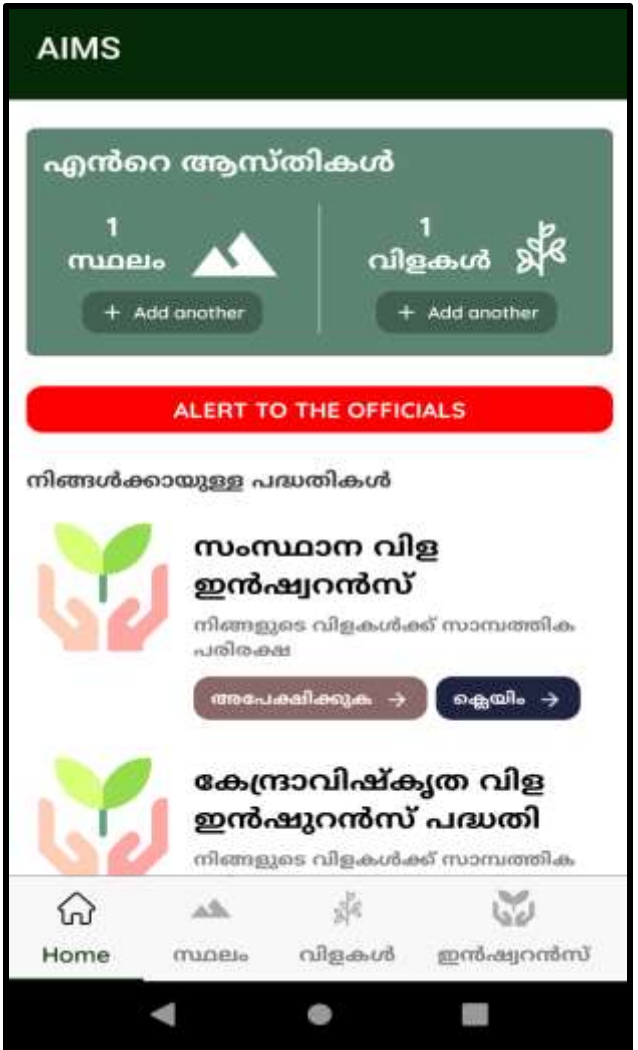 AIMS
എൻറെ ആസ്തികൾ
1
സ്ഥലം
+ Add another
1
വിളകൾ
+ Add another
ALERT TO THE OFFICIALS
നിങ്ങൾക്കായുള്ള പദ്ധതികൾ
സംസ്ഥാന വിള
ഇൻഷ്വറൻസ്
നിങ്ങളുടെ വിളകൾക്ക് സാമ്പത്തിക
പരിരക്ഷ
അപേക്ഷിക്കുക →
ക്ലെയിം →
കേന്ദ്രാവിഷ്കൃത വിള
ഇൻഷുറൻസ് പദ്ധതി
നിങ്ങളുടെ വിളകൾക്ക് സാമ്പത്തിക
Home
സ്ഥലം
വിളകൾ
ഇൻഷ്വറൻസ്